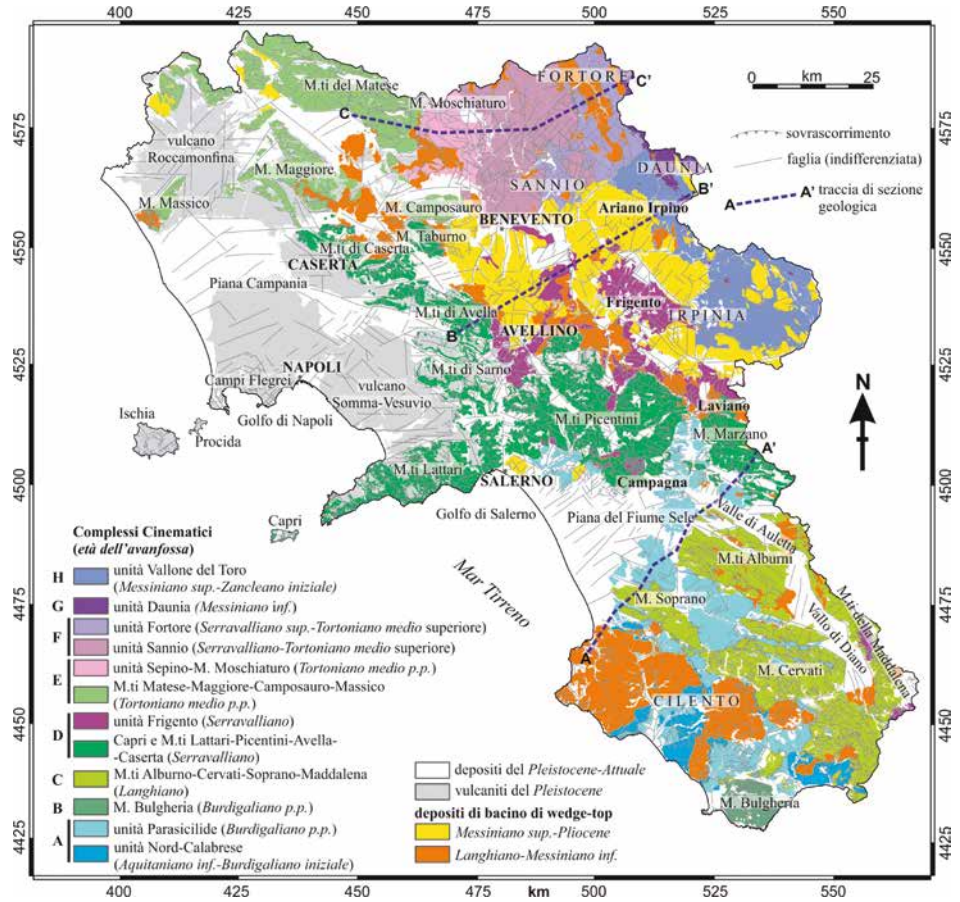 400 425 450 475 500 525 550
4575
4550
4525
4500
4475
4450
4425
0 25
km
sovrascorrimento
faglia (indifferenziata)
A A'
traccia di sezione
geologica
FORTORE
C'
M.ti del Matese
C
M. Moschiaturo
vulcano
Roccamonfina
M. Maggiore
DAUNIA
SANNIO
B'
M. Massico
M. Camposauro
BENEVENTO
Ariano Irpino
M. Taburno
M.ti di Caserta
CASERTA
Piana Campania
Frigento
M.ti di Avella
IRPINIA
B
AVELLINO
NAPOLI
M.ti di Sarno
Campi Flegrei
vulcano
Somma-Vesuvio
Laviano
Ischia
Golfo di Napoli
M.ti Picentini
Procida
M. Marzano
M.ti Lattari
A'
SALERNO
Campagna
Capri
Golfo di Salerno
Piana del Fiume Sele
Valle di Auletta
M.ti Alburni
Mar Tirreno
M. Soprano
Vallo di Diano
M.ti della Maddalena
A
M. Cervati
CILENTO
M. Bulgheria
N
Complessi Cinematici
(età dell'avanfossa)
H unità Vallone del Toro
(Messiniano sup.-Zancleano iniziale)
G unità Daunia (Messiniano inf.)
F unità Fortore (Serravalliano sup.-Tortoniano medio superiore)
unità Sannio (Serravalliano-Tortoniano medio superiore)
E unità Sepino-M. Moschiaturo (Tortoniano medio p.p.)
M.ti Matese-Maggiore-Camposauro-Massico
(Tortoniano medio p.p.)
D unità Frigento (Serravalliano)
Capri e M.ti Lattari-Picentini-Avella-
-Caserta (Serravalliano)
C M.ti Alburno-Cervati-Soprano-Maddalena
(Langhiano)
B M. Bulgheria (Burdigaliano p.p.)
A unità Parasicilide (Burdigaliano p.p.)
unità Nord-Calabrese
(Aquitaniano inf.-Burdigaliano iniziale)
depositi del Pleistocene-Attuale
vulcaniti del Pleistocene
depositi di bacino di wedge-top
Messiniano sup.-Pliocene
Langhiano-Messiniano inf.
4575
4550
4525
4500
4475
4450
4425
400 425 450 475 km 500 525 550